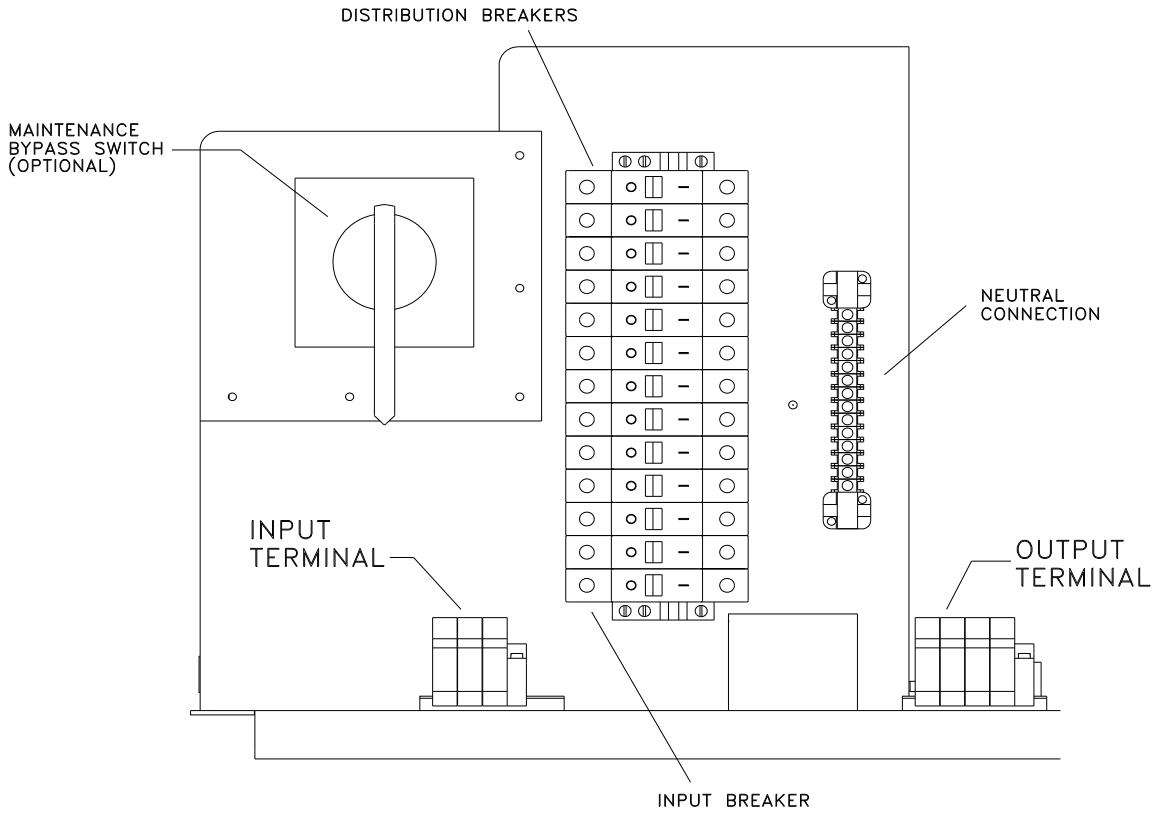 DISTRIBUTION BREAKERS
MAINTENANCE
BYPASS SWITCH
(OPTIONAL)
NEUTRAL
CONNECTION
INPUT
TERMINAL
OUTPUT
TERMINAL
INPUT BREAKER